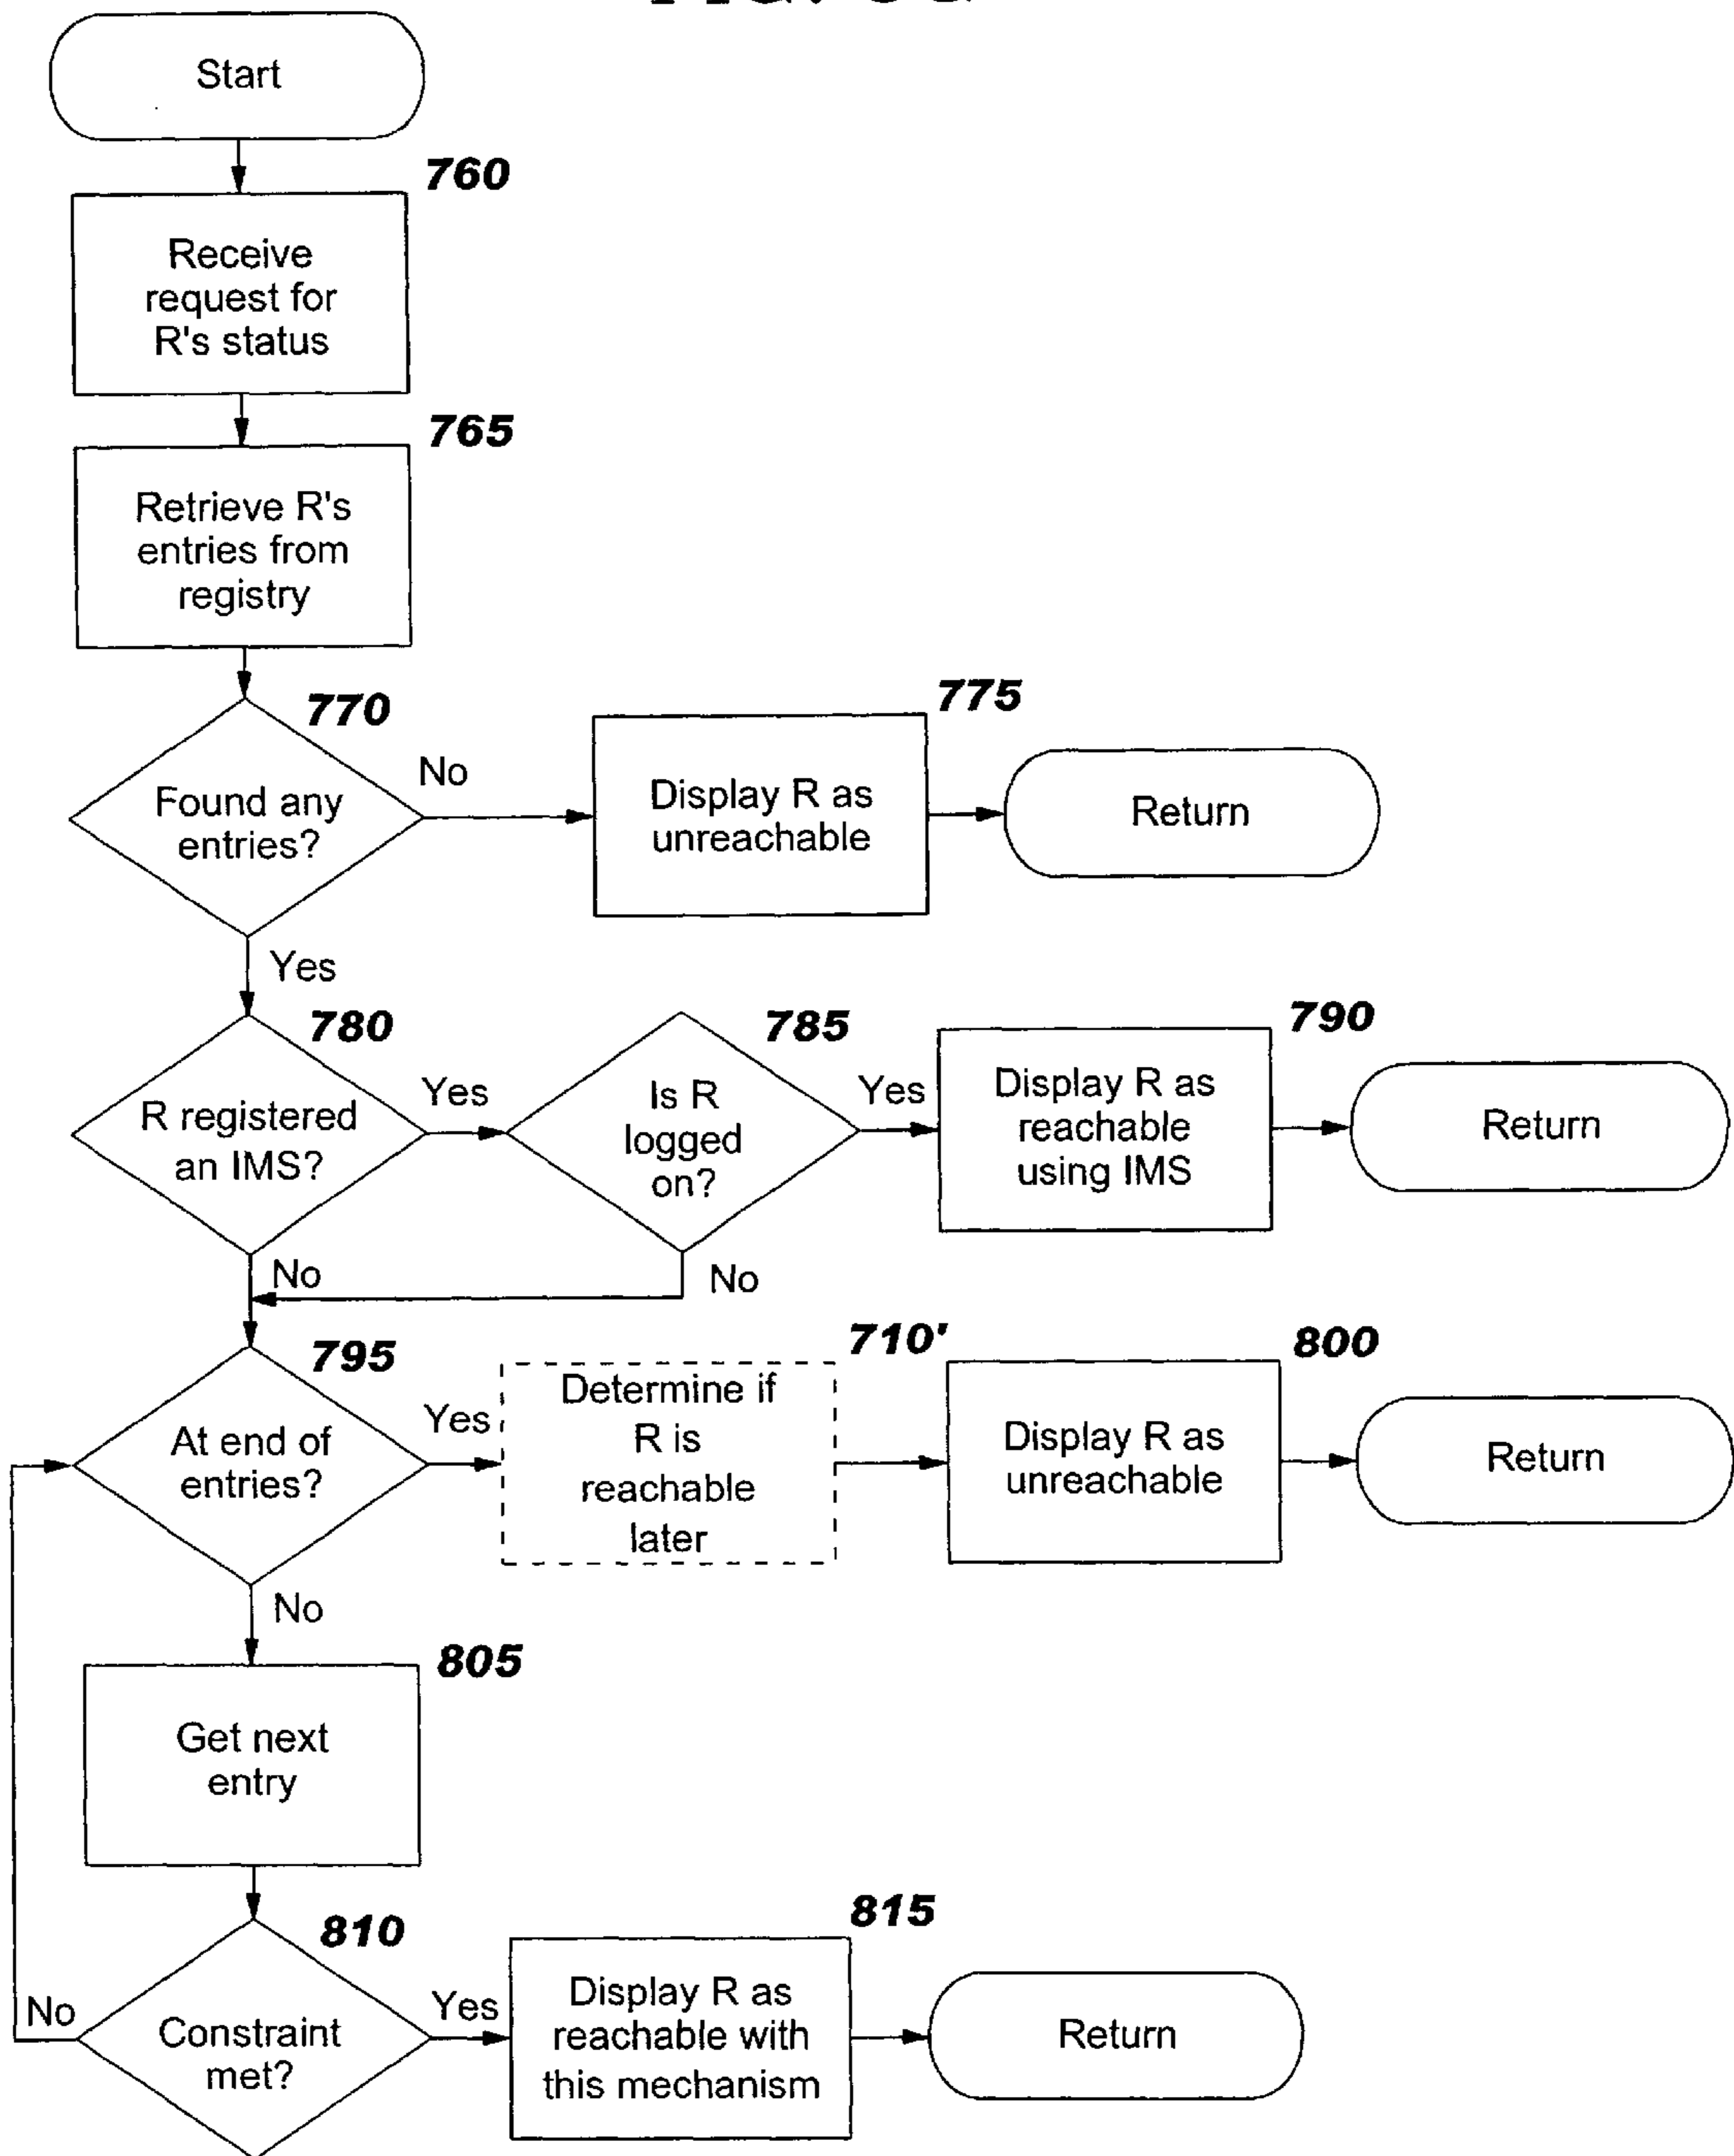 Start
760
Receive
request for
R's status
765
Retrieve R's
entries from
registry
770
Found any
entries?
No
775
Display R as
unreachable
Return
Yes
780
R registered
an IMS?
Yes
785
Is R
logged
on?
Yes
790
Display R as
reachable
using IMS
Return
No
No
795
At end of
entries?
Yes
710'
Determine if
R is
reachable
later
800
Display R as
unreachable
Return
No
805
Get next
entry
810
Constraint
met?
No
Yes
815
Display R as
reachable with
this mechanism
Return